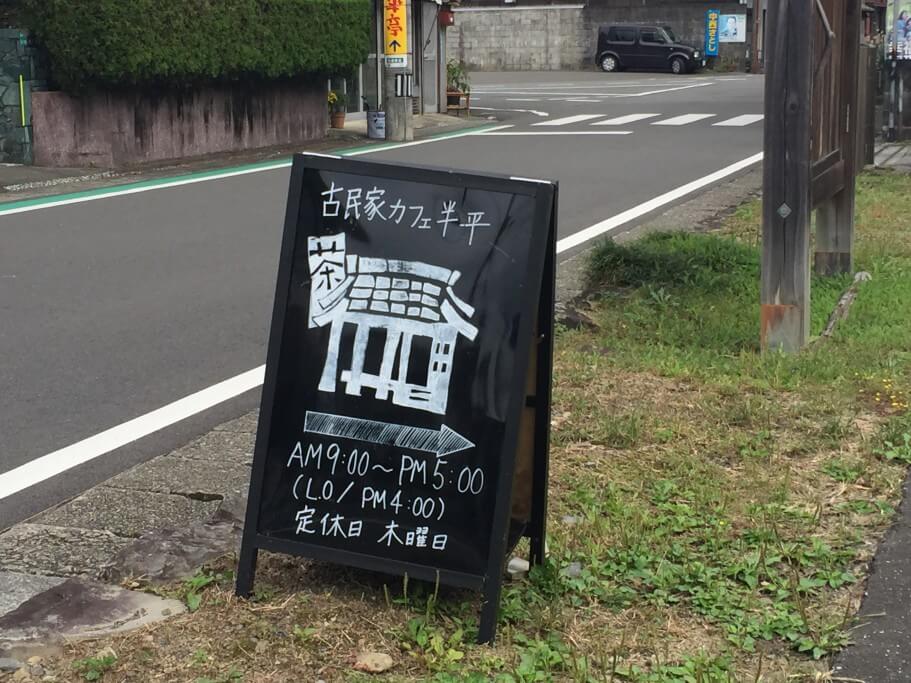 古民家カフェ半平
茶
AM9:00～PM5:00
(L.O/PM4:00)
定休日 木曜日